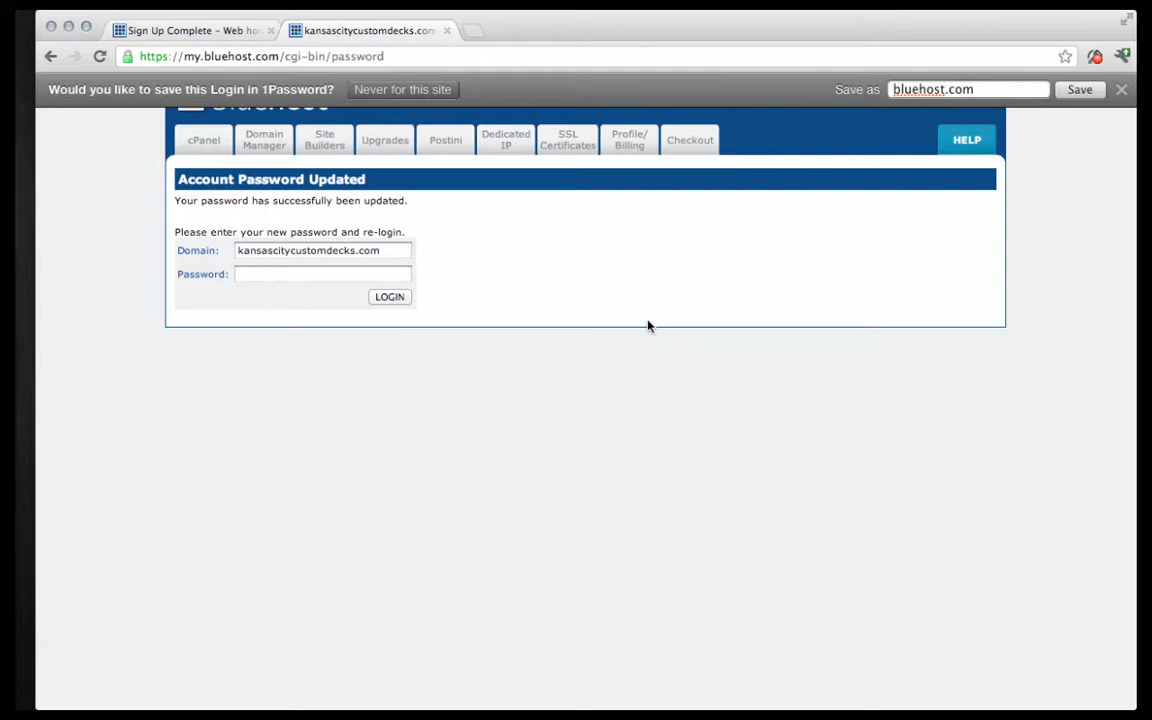 Sign Up Complete – Web ho
kansascitycustomdecks.com
https://my.bluehost.com/cgi-bin/password
Would you like to save this Login in 1Password?
Never for this site
Save as
bluehost.com
Save
cPanel
Domain
Manager
Site
Builders
Upgrades
Postini
Dedicated
IP
SSL
Certificates
Profile/
Billing
Checkout
HELP
Account Password Updated
Your password has successfully been updated.
Please enter your new password and re-login.
Domain: kansascitycustomdecks.com
Password:
LOGIN